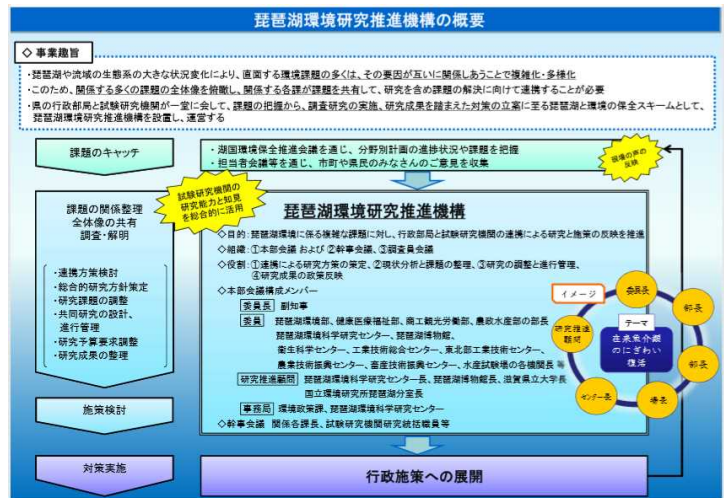 琵琶湖環境研究推進機構の概要
◇ 事業趣旨
・琵琶湖や流域の生態系の大きな状況変化により、直面する環境課題の多くは、その要因が互いに関係しあうことで複雑化・多様化
・このため、関係する多くの課題の全体像を俯瞰し、関係する各課が課題を共有して、研究を含め課題の解決に向けて連携することが必要
・県の行政部局と試験研究機関が一堂に会して、課題の把握から、調査研究の実施、研究成果を踏まえた対策の立案に至る琵琶湖と環境の保全スキームとして、
琵琶湖環境研究推進機構を設置し、運営する
課題のキャッチ
・湖国環境保全推進会議を通じ、分野別計画の進捗状況や課題を把握
・担当者会議等を通じ、市町や県民のみなさんのご意見を収集
現場の声の
反映
試験研究機関の
研究能力と知見
を総合的に活用
課題の関係整理
全体像の共有
調査・解明
・連携方策検討
・総合的研究方針策定
・研究課題の調整
・共同研究の設計、
進行管理
・研究予算要求調整
・研究成果の整理
琵琶湖環境研究推進機構
◇目的:琵琶湖環境に係る複雑な課題に対し、行政部局と試験研究機関の連携による研究と施策の反映を推進
◇組織:①本部会議 および ②幹事会議、③調査員会議
◇役割:①連携による研究方策の策定、②現状分析と課題の整理、③研究の調整と進行管理、
④研究成果の政策反映
◇本部会議構成メンバー
委員長 副知事
委員 琵琶湖環境部、健康医療福祉部、商工観光労働部、農政水産部の部長
琵琶湖環境科学研究センター、琵琶湖博物館、
衛生科学センター、工業技術総合センター、東北部工業技術センター、
農業技術振興センター、畜産技術振興センター、水産試験場の各機関長 等
研究推進顧問 琵琶湖環境科学研究センター長、琵琶湖博物館長、滋賀県立大学長
国立環境研究所琵琶湖分室長
事務局 環境政策課、琵琶湖環境科学研究センター
◇幹事会議 関係各課長、試験研究機関研究統括職員等
イメージ
委員長
部長
部長
場長
センター長
研究推進
顧問
テーマ
在来魚介類
のにぎわい
復活
施策検討
対策実施
行政施策への展開